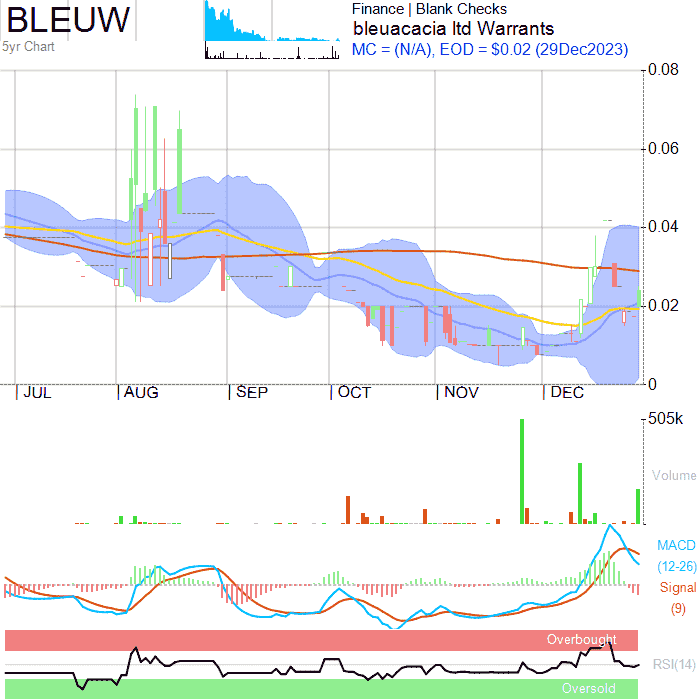 BLEUW
5yr Chart
Finance | Blank Checks
bleuacacia ltd Warrants
MC = (N/A), EOD = $0.02 (29Dec2023)
0.08
0.06
0.04
0.02
0
JUL AUG SEP OCT NOV DEC
505k
Volume
MACD
(12-26)
Signal
(9)
Overbought
RSI(14)
Oversold